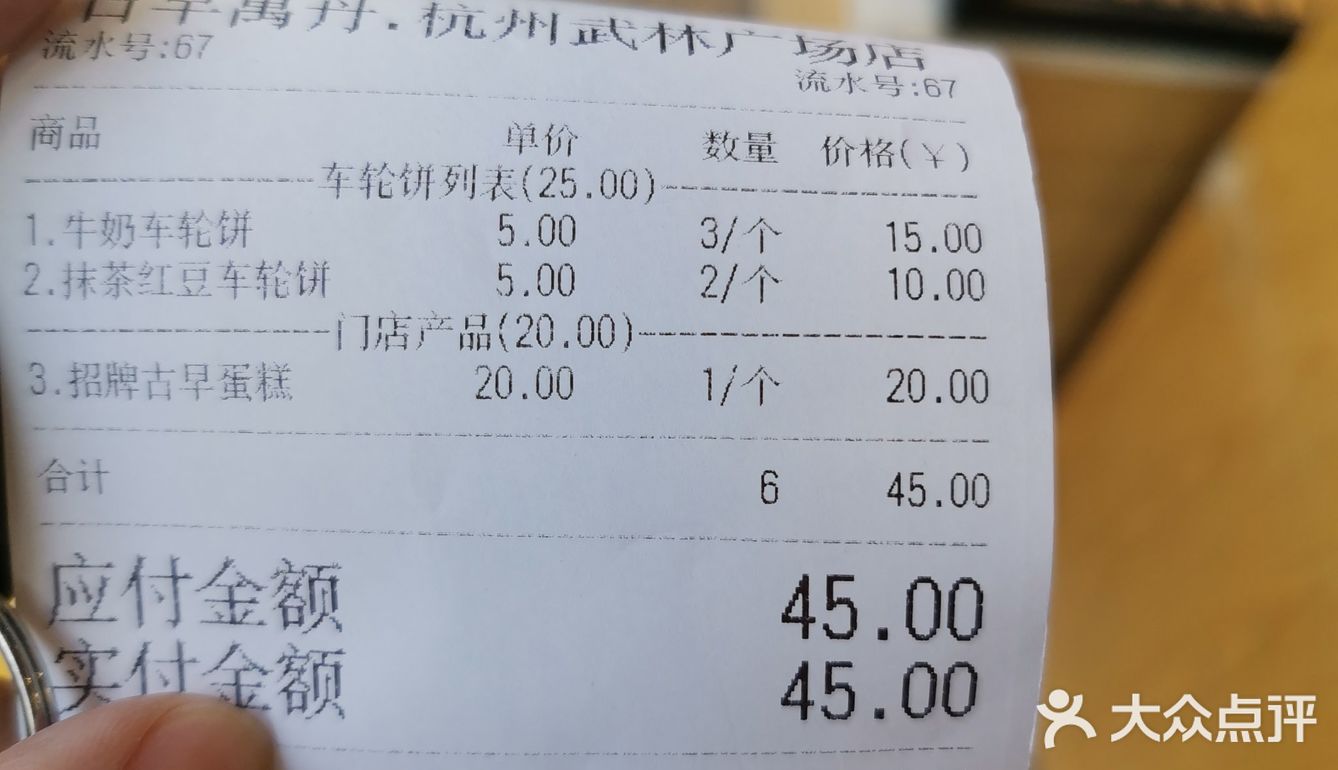 古早萬丹.杭州武林广场店
流水号:67
流水号:67
商品 单价 数量 价格(¥)
车轮饼列表(25.00)
1.牛奶车轮饼 5.00 3/个 15.00
2.抹茶红豆车轮饼 5.00 2/个 10.00
门店产品(20.00)
3.招牌古早蛋糕 20.00 1/个 20.00
合计 6 45.00
应付金额 45.00
实付金额 45.00
大众点评